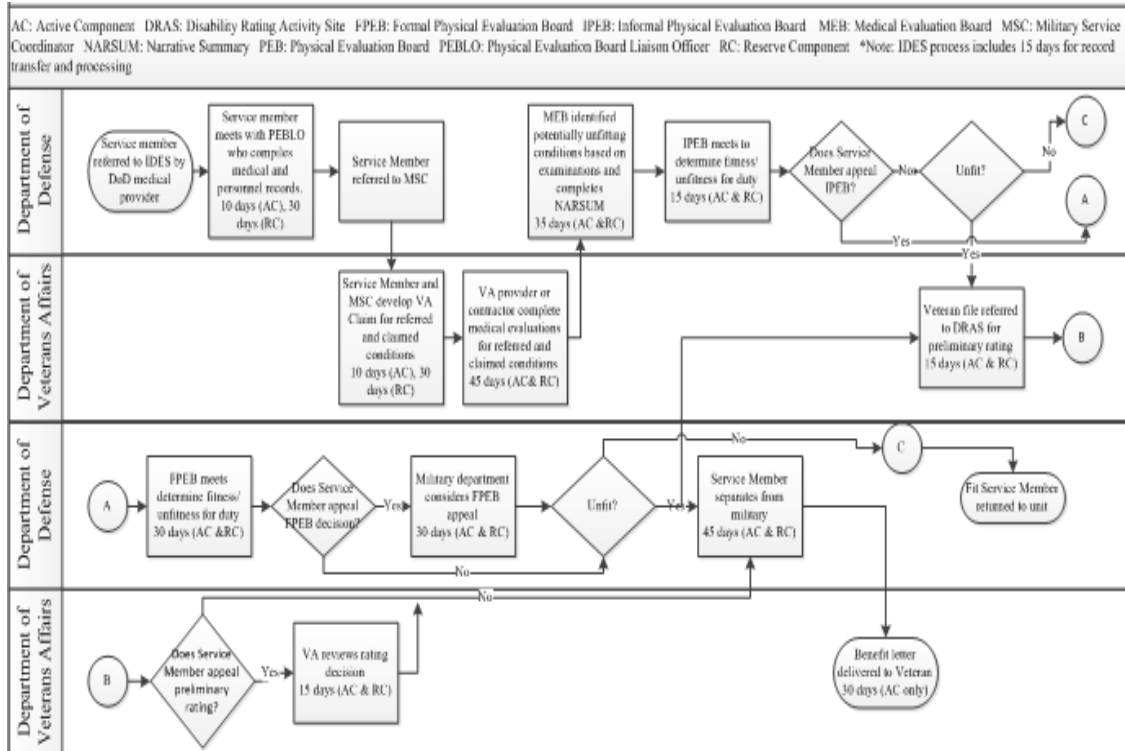 AC: Active Component DRAS: Disability Rating Activity Site FPEB: Formal Physical Evaluation Board IPEB: Informal Physical Evaluation Board MEB: Medical Evaluation Board MSC: Military Service
Coordinator NARSUM: Narrative Summary PEB: Physical Evaluation Board PEBLO: Physical Evaluation Board Liaison Officer RC: Reserve Component *Note: IDES process includes 15 days for record
transfer and processing
Department of
Defense
Service member
referred to IDES by
DoD medical
provider
Service member
meets with PEBLO
who compiles
medical and
personnel records.
10 days (AC), 30
days (RC)
Service Member
referred to MSC
MEB identified
potentially unfitting
conditions based on
examinations and
completes
NARSUM
35 days (AC &RC)
IPEB meets to
determine fitness/
unfitness for duty
15 days (AC & RC)
Does Service
Member appeal
IPEB?
No
Yes
Unfit?
No
Yes
C
A
Department of
Veterans Affairs
Service Member and
MSC develop VA
Claim for referred
and claimed
conditions
10 days (AC), 30
days (RC)
VA provider or
contractor complete
medical evaluations
for referred and
claimed conditions.
45 days (AC& RC)
Veteran file referred
to DRAS for
preliminary rating
15 days (AC & RC)
B
Department of
Defense
A
FPEB meets
determine fitness/
unfitness for duty
30 days (AC &RC)
Does Service
Member appeal
FPEB decision?
Yes
No
Military department
considers FPEB
appeal
30 days (AC & RC)
Unfit?
No
Yes
Service Member
separates from
military
45 days (AC & RC)
C
Fit Service Member
returned to unit
Department of
Veterans Affairs
B
Does Service
Member appeal
preliminary
rating?
No
Yes
VA reviews rating
decision
15 days (AC & RC)
Benefit letter
delivered to Veteran
30 days (AC only)